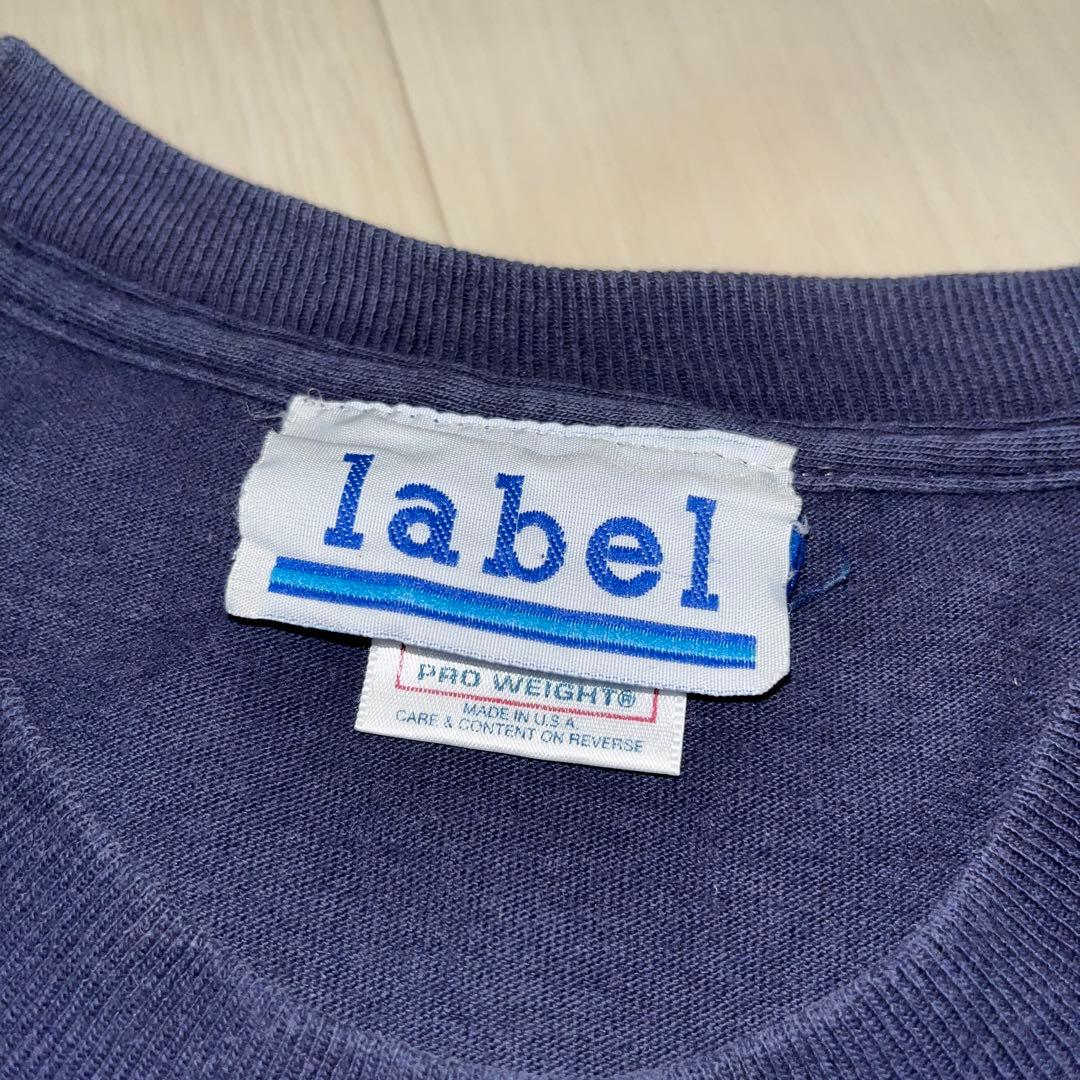 label
PRO WEIGHT®
MADE IN U.S.A.
CARE & CONTENT ON REVERSE